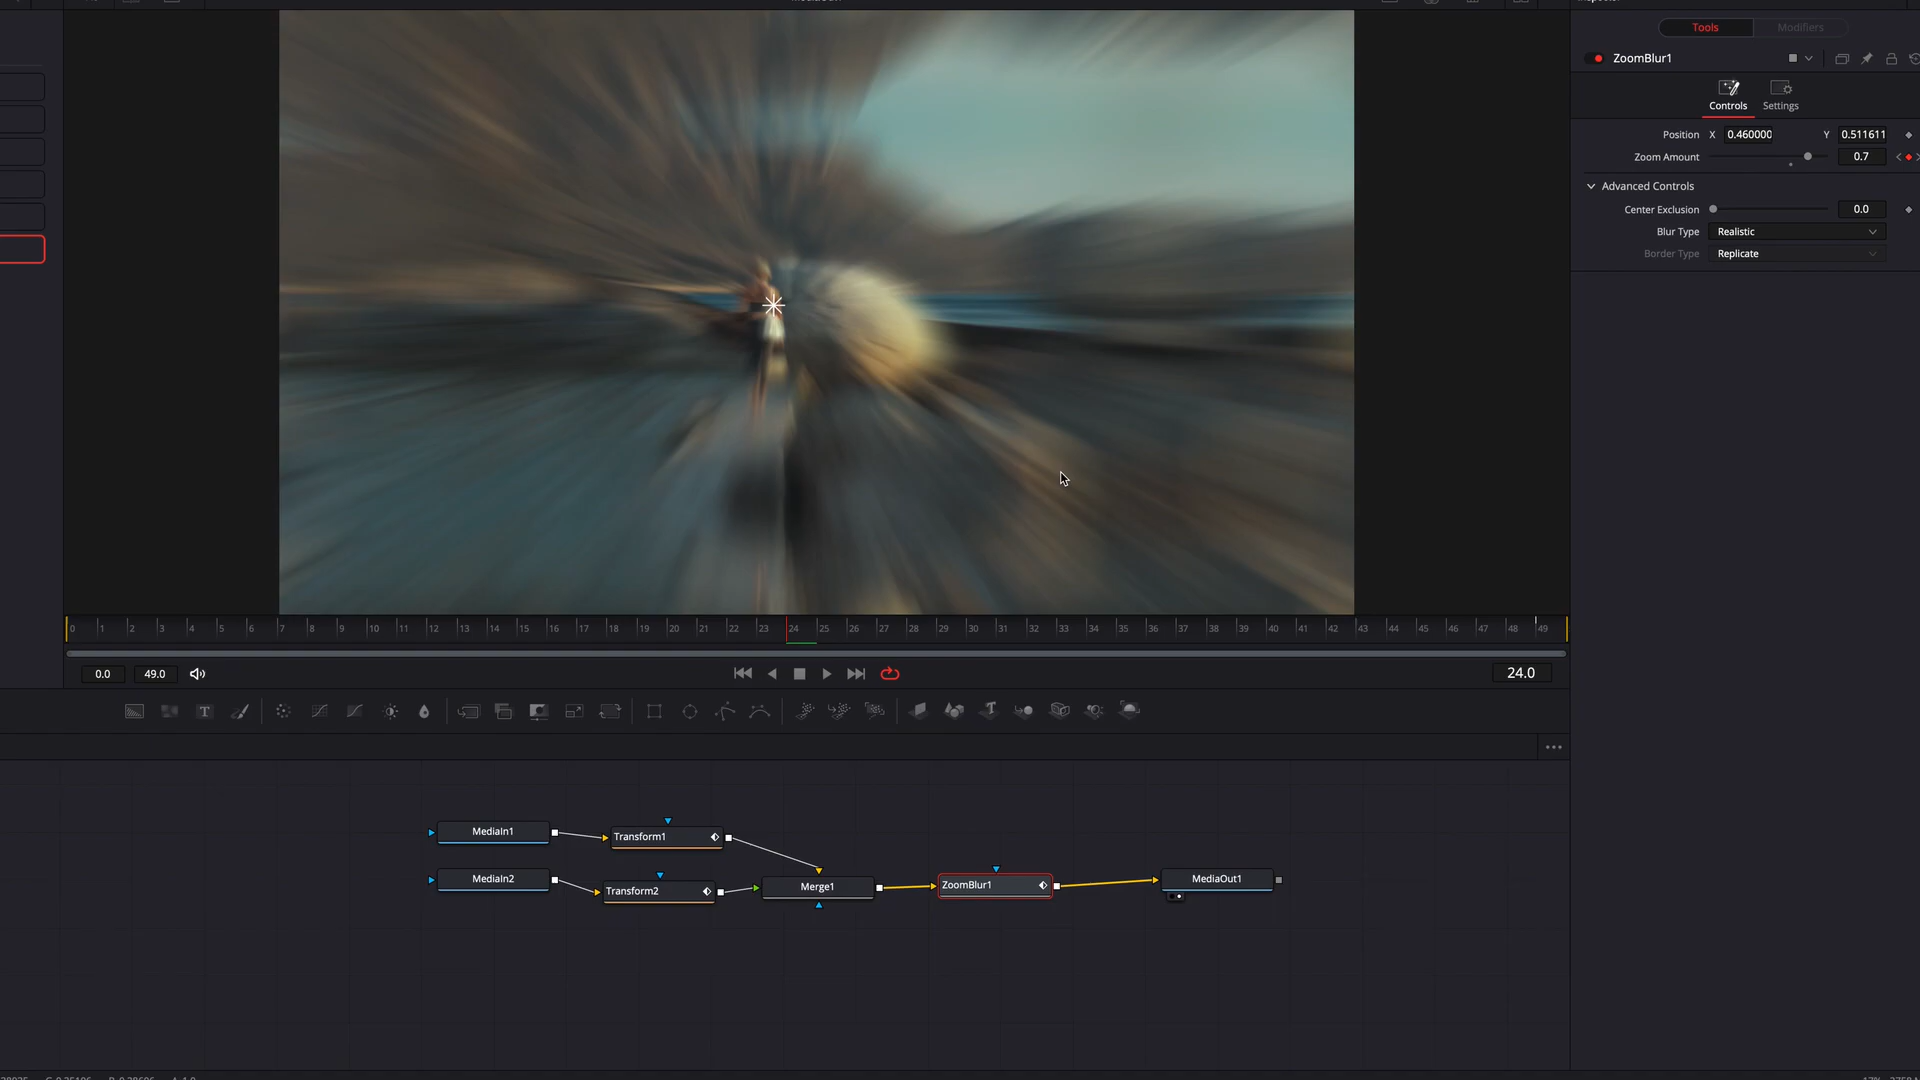 Tools Modifiers
ZoomBlur1
Controls Settings
Position X 0.460000 Y 0.511611
Zoom Amount 0.7
Advanced Controls
Center Exclusion 0.0
Blur Type Realistic
Border Type Replicate
0 1 2 3 4 5 6 7 8 9 10 11 12 13 14 15 16 17 18 19 20 21 22 23 24 25 26 27 28 29 30 31 32 33 34 35 36 37 38 39 40 41 42 43 44 45 46 47 48 49
0.0 49.0 24.0
T
MediaIn1 Transform1
MediaIn2 Transform2 Merge1 ZoomBlur1 MediaOut1